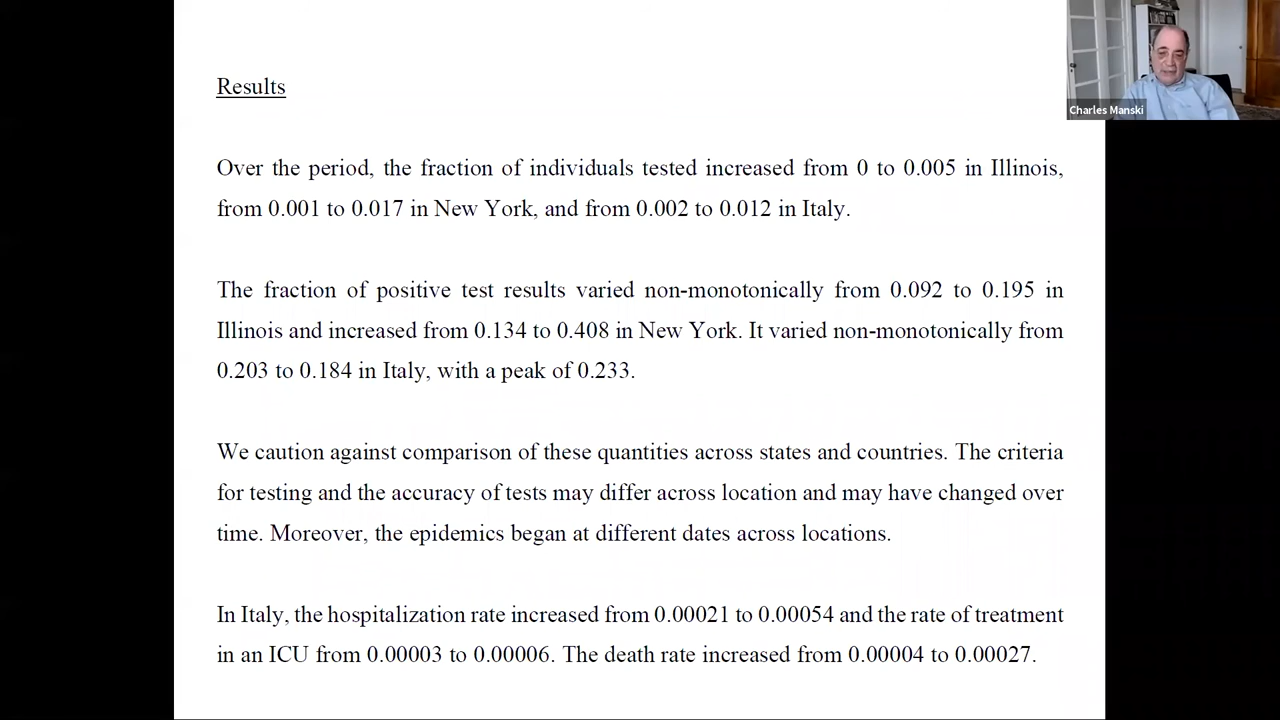 Charles Manski
Results
Over the period, the fraction of individuals tested increased from 0 to 0.005 in Illinois,
from 0.001 to 0.017 in New York, and from 0.002 to 0.012 in Italy.
The fraction of positive test results varied non-monotonically from 0.092 to 0.195 in
Illinois and increased from 0.134 to 0.408 in New York. It varied non-monotonically from
0.203 to 0.184 in Italy, with a peak of 0.233.
We caution against comparison of these quantities across states and countries. The criteria
for testing and the accuracy of tests may differ across location and may have changed over
time. Moreover, the epidemics began at different dates across locations.
In Italy, the hospitalization rate increased from 0.00021 to 0.00054 and the rate of treatment
in an ICU from 0.00003 to 0.00006. The death rate increased from 0.00004 to 0.00027.